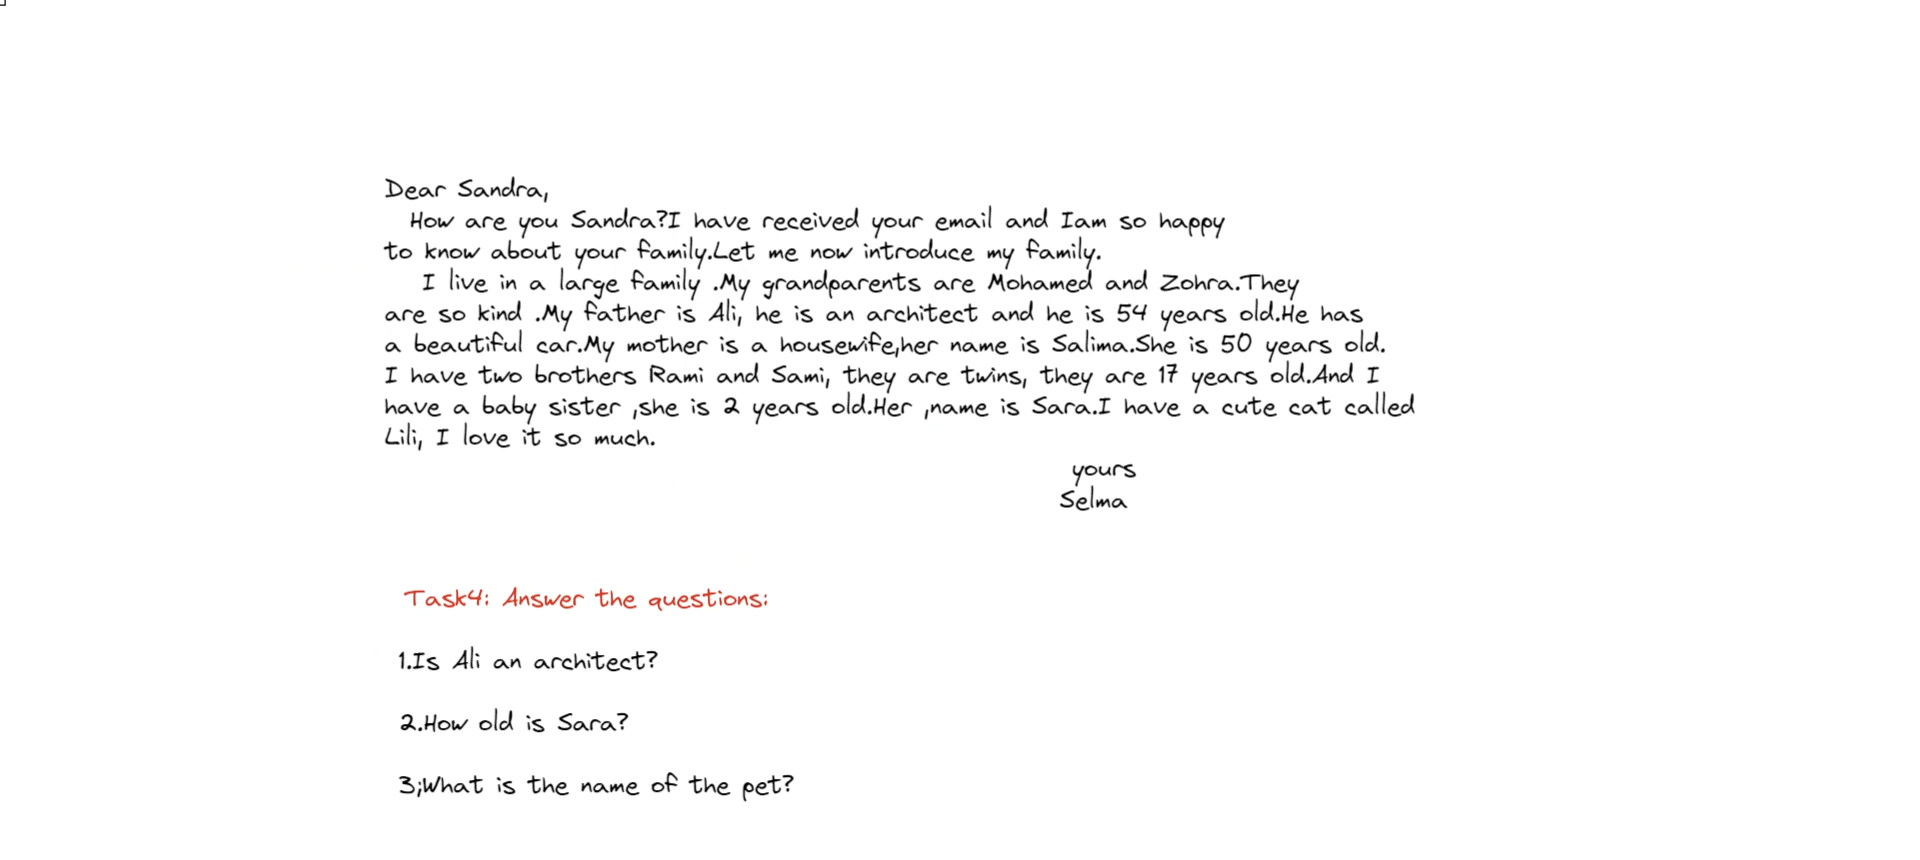 Dear Sandra,
How are you Sandra?I have received your email and Iam so happy
to know about your family.Let me now introduce my family.
I live in a large family .My grandparents are Mohamed and Zohra.They
are so kind .My father is Ali, he is an architect and he is 54 years old.He has
a beautiful car.My mother is a housewife,her name is Salima.She is 50 years old.
I have two brothers Rami and Sami, they are twins, they are 17 years old.And I
have a baby sister ,she is 2 years old.Her ,name is Sara.I have a cute cat called
Lili, I love it so much.
yours
Selma
Task4: Answer the questions:
1.Is Ali an architect?
2.How old is Sara?
3;What is the name of the pet?